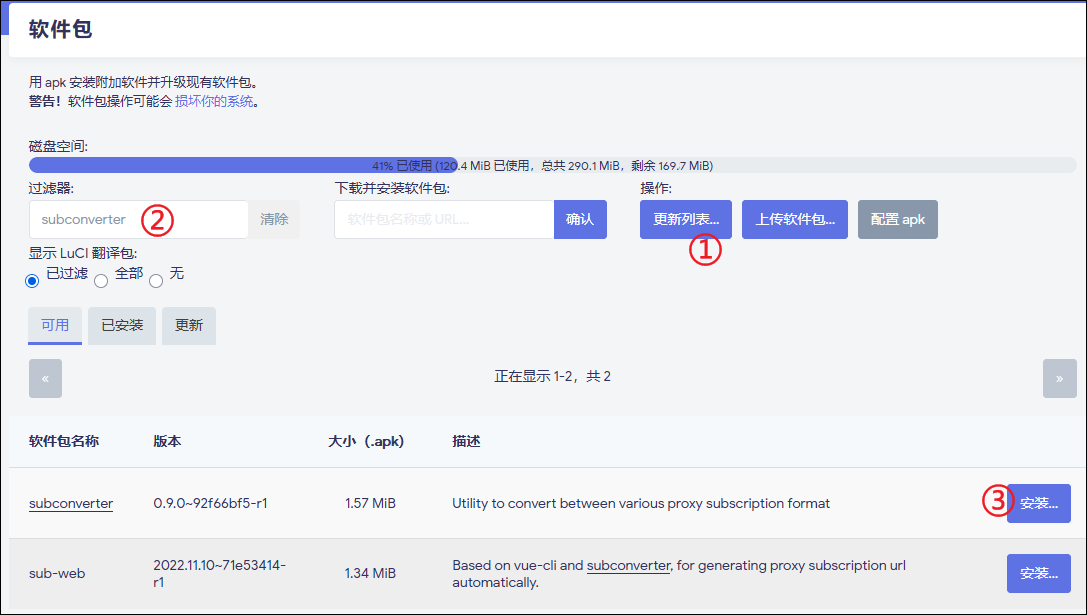 软件包
用 apk 安装附加软件并升级现有软件包。
警告！软件包操作可能会 损坏你的系统。
磁盘空间:
41% 已使用 (120.4 MiB 已使用，总共 290.1 MiB，剩余 169.7 MiB)
过滤器: 下载并安装软件包: 操作:
subconverter ② 清除 软件包名称或 URL... 确认 更新列表... 上传软件包... 配置 apk
①
显示 LuCI 翻译包:
已过滤 全部 无
可用 已安装 更新
« 正在显示 1-2，共 2 »
软件包名称 版本 大小（.apk） 描述
subconverter 0.9.0~92f66bf5-r1 1.57 MiB Utility to convert between various proxy subscription format ③ 安装...
sub-web 2022.11.10~71e53414-r1 1.34 MiB Based on vue-cli and subconverter, for generating proxy subscription url automatically. 安装...